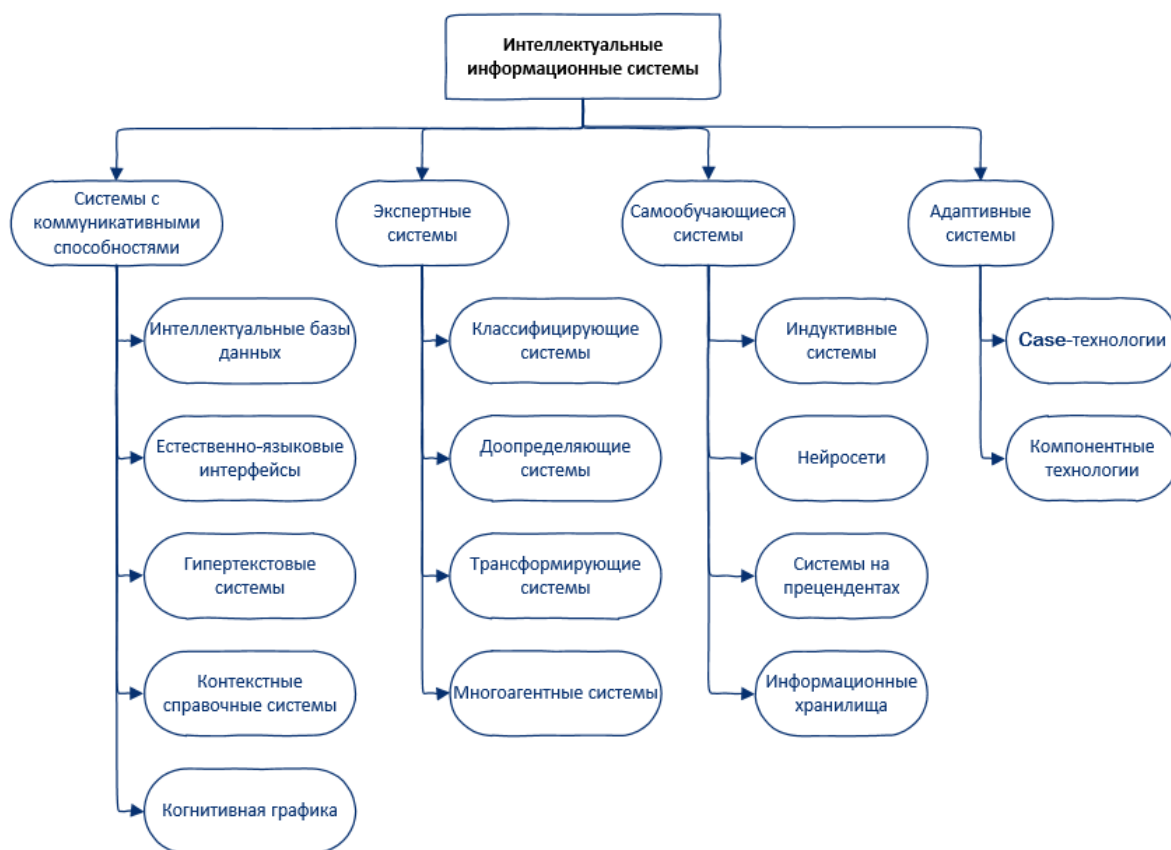 Интеллектуальные
информационные системы
Системы с
коммуникативными
способностями
Экспертные
системы
Самообучающиеся
системы
Адаптивные
системы
Интеллектуальные базы
данных
Классифицирующие
системы
Индуктивные
системы
Case-технологии
Естественно-языковые
интерфейсы
Доопределяющие
системы
Нейросети
Компонентные
технологии
Гипертекстовые
системы
Трансформирующие
системы
Системы на
прецендентах
Контекстные
справочные системы
Многоагентные системы
Информационные
хранилища
Когнитивная графика